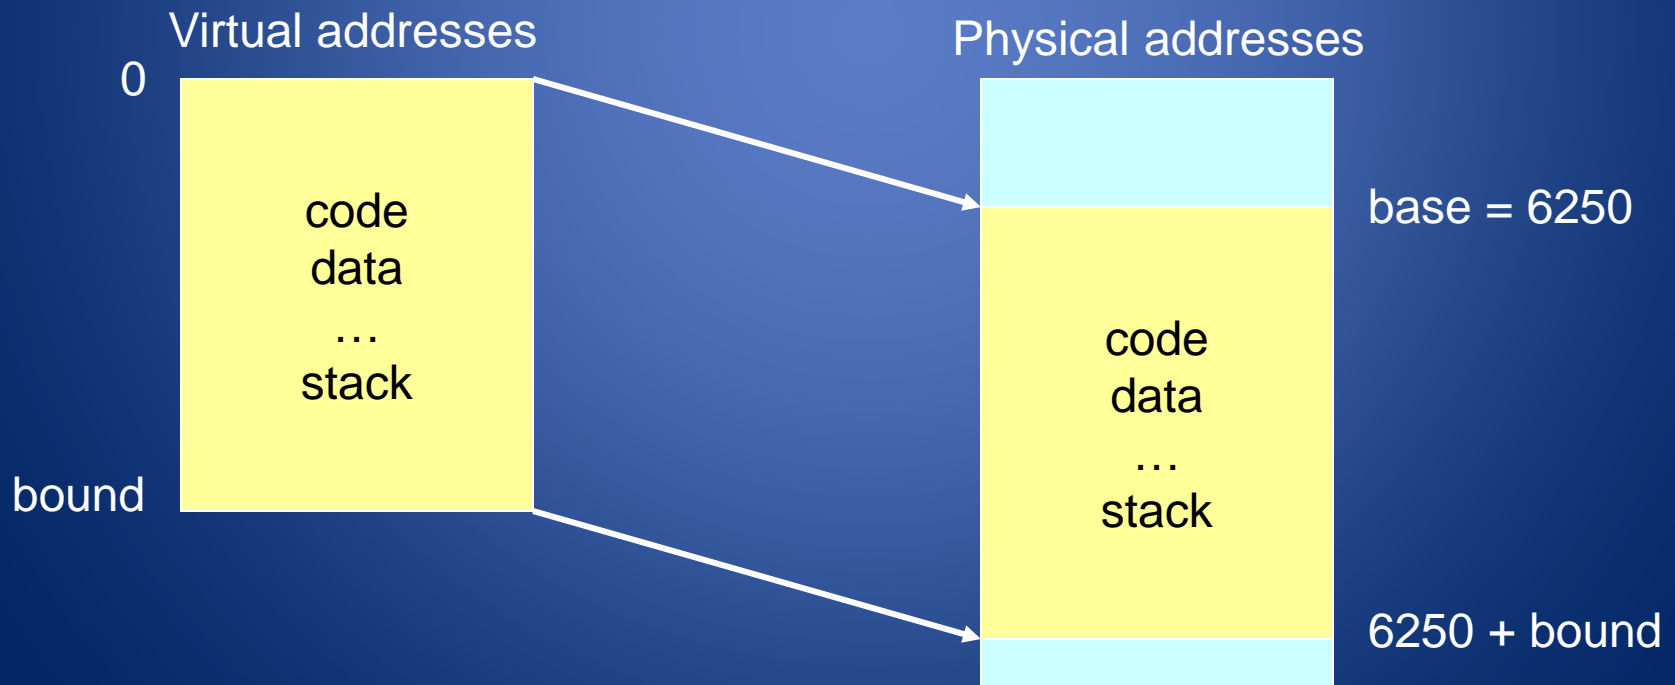 Virtual addresses
Physical addresses
0
code
data
…
stack
bound
base = 6250
code
data
…
stack
6250 + bound